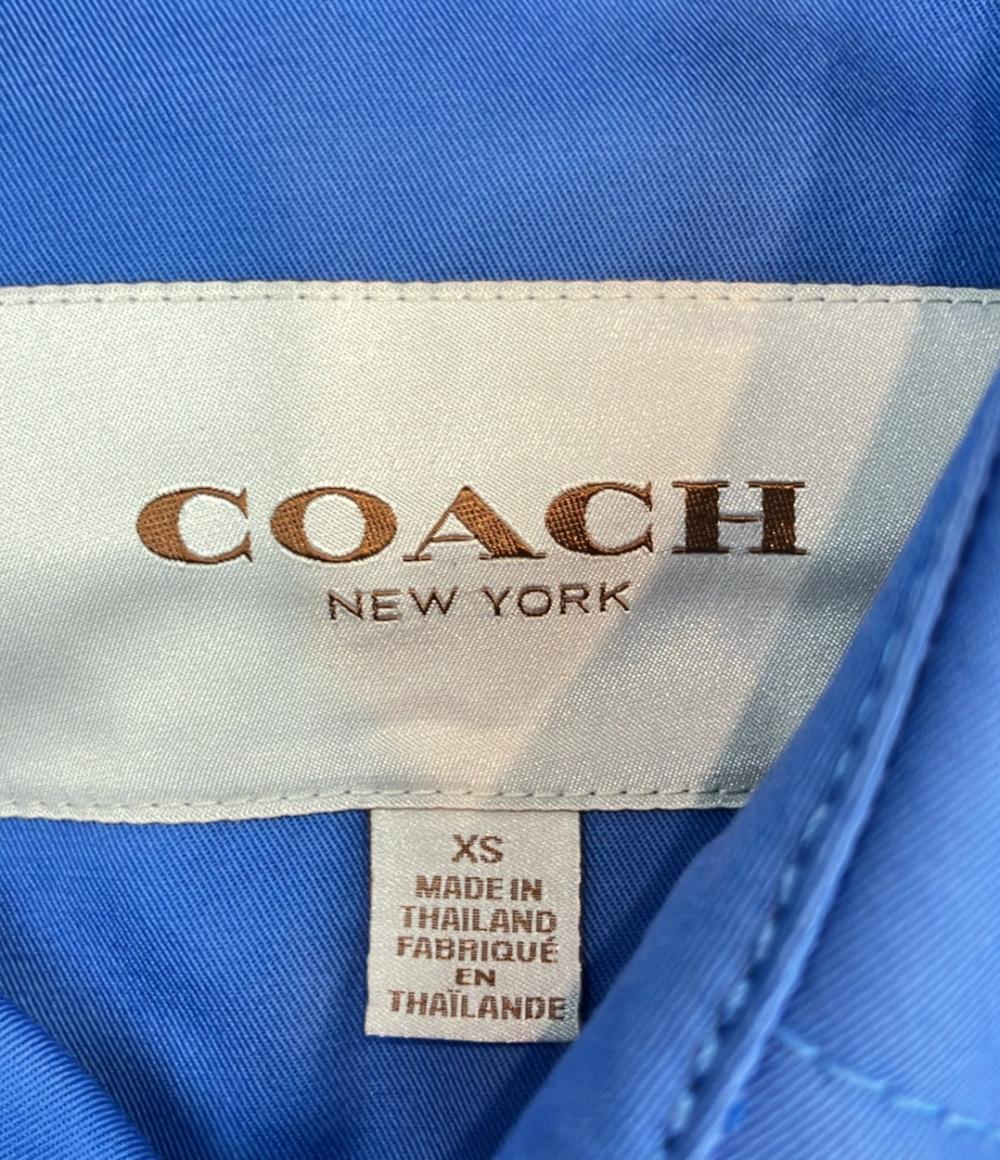 COACH
NEW YORK
XS
MADE IN
THAILAND
FABRIQUÉ
EN
THAÏLANDE